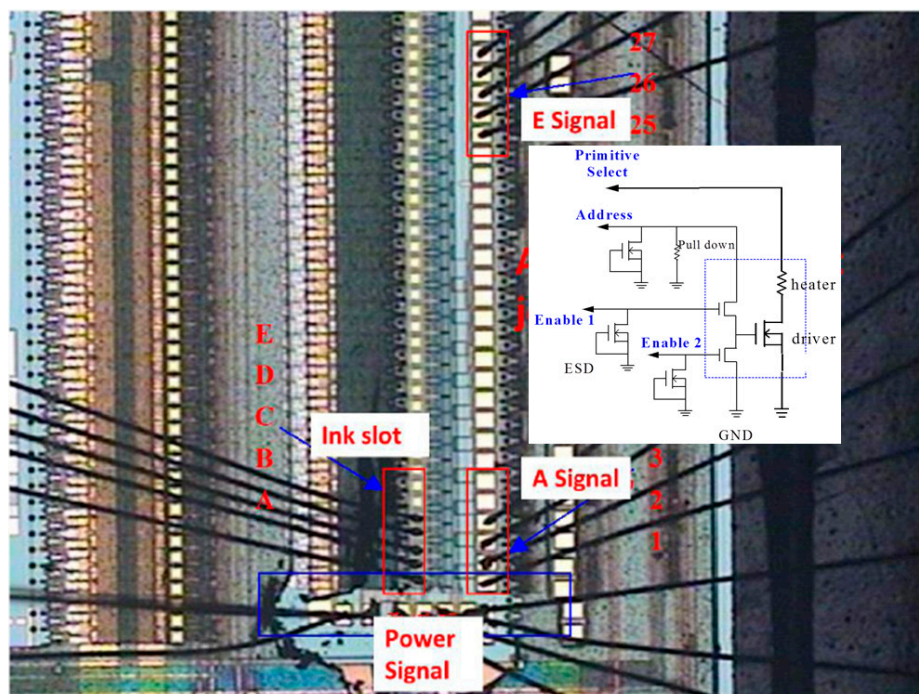 27
26
E Signal
25
Primitive
Select
Address
Pull down
heater
Enable 1
Enable 2
driver
ESD
GND
E
D
C
Ink slot
B
A
3
A Signal
2
1
Power
Signal